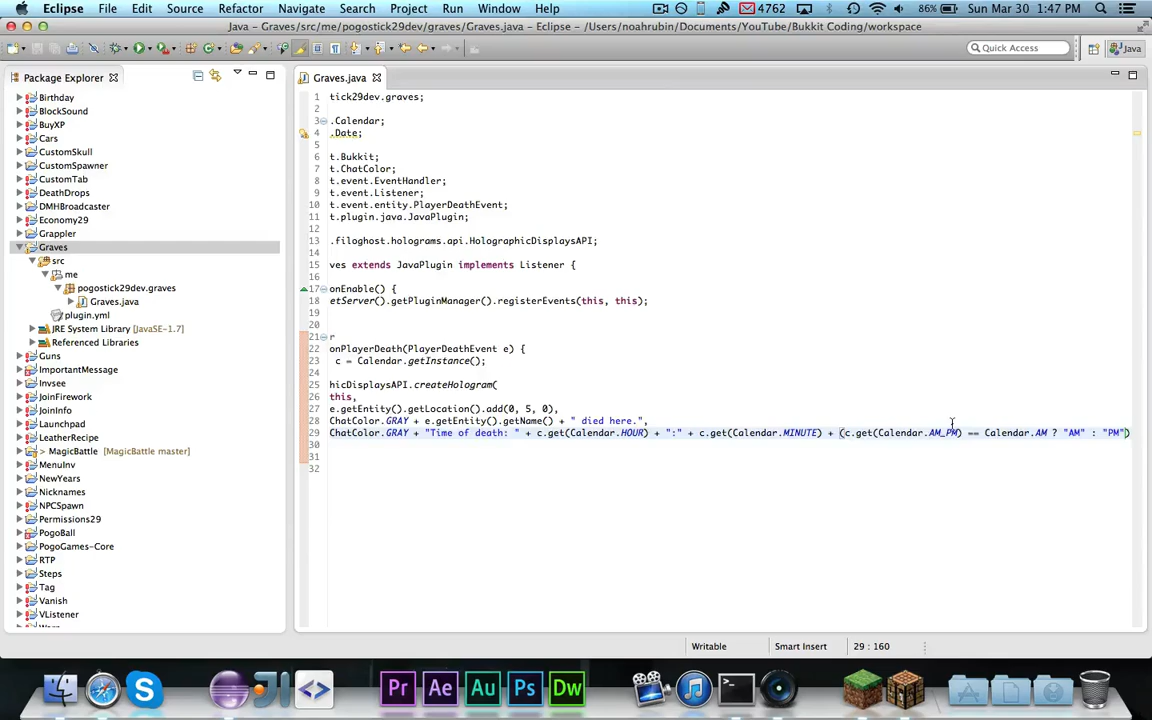 Eclipse File Edit Source Refactor Navigate Search Project Run Window Help 4762 86% Sun Mar 30 1:47 PM
Java – Graves/src/me/pogostick29dev/graves/Graves.java – Eclipse – /Users/noahrubin/Documents/YouTube/Bukkit Coding/workspace
Quick Access Java
Package Explorer
Birthday
BlockSound
BuyXP
Cars
CustomSkull
CustomSpawner
CustomTab
DeathDrops
DMHBroadcaster
Economy29
Grappler
Graves
src
me
pogostick29dev.graves
Graves.java
plugin.yml
JRE System Library [JavaSE-1.7]
Referenced Libraries
Guns
ImportantMessage
Invsee
JoinFirework
JoinInfo
Launchpad
LeatherRecipe
> MagicBattle [MagicBattle master]
MenuInv
NewYears
Nicknames
NPCSpawn
Permissions29
PogoBall
PogoGames-Core
RTP
Steps
Tag
Vanish
VListener
Graves.java
1 tick29dev.graves;
2
3 .Calendar;
4 .Date;
5
6 t.Bukkit;
7 t.ChatColor;
8 t.event.EventHandler;
9 t.event.Listener;
10 t.event.entity.PlayerDeathEvent;
11 t.plugin.java.JavaPlugin;
12
13 .filoghost.holograms.api.HolographicDisplaysAPI;
14
15 ves extends JavaPlugin implements Listener {
16
17 onEnable() {
18 etServer().getPluginManager().registerEvents(this, this);
19
20
21 r
22 onPlayerDeath(PlayerDeathEvent e) {
23 c = Calendar.getInstance();
24
25 hicDisplaysAPI.createHologram(
26 this,
27 e.getEntity().getLocation().add(0, 5, 0),
28 ChatColor.GRAY + e.getEntity().getName() + " died here.",
29 ChatColor.GRAY + "Time of death: " + c.get(Calendar.HOUR) + ":" + c.get(Calendar.MINUTE) + (c.get(Calendar.AM_PM) == Calendar.AM ? "AM" : "PM")
30
31
32
Writable Smart Insert 29 : 160
Pr Ae Au Ps Dw